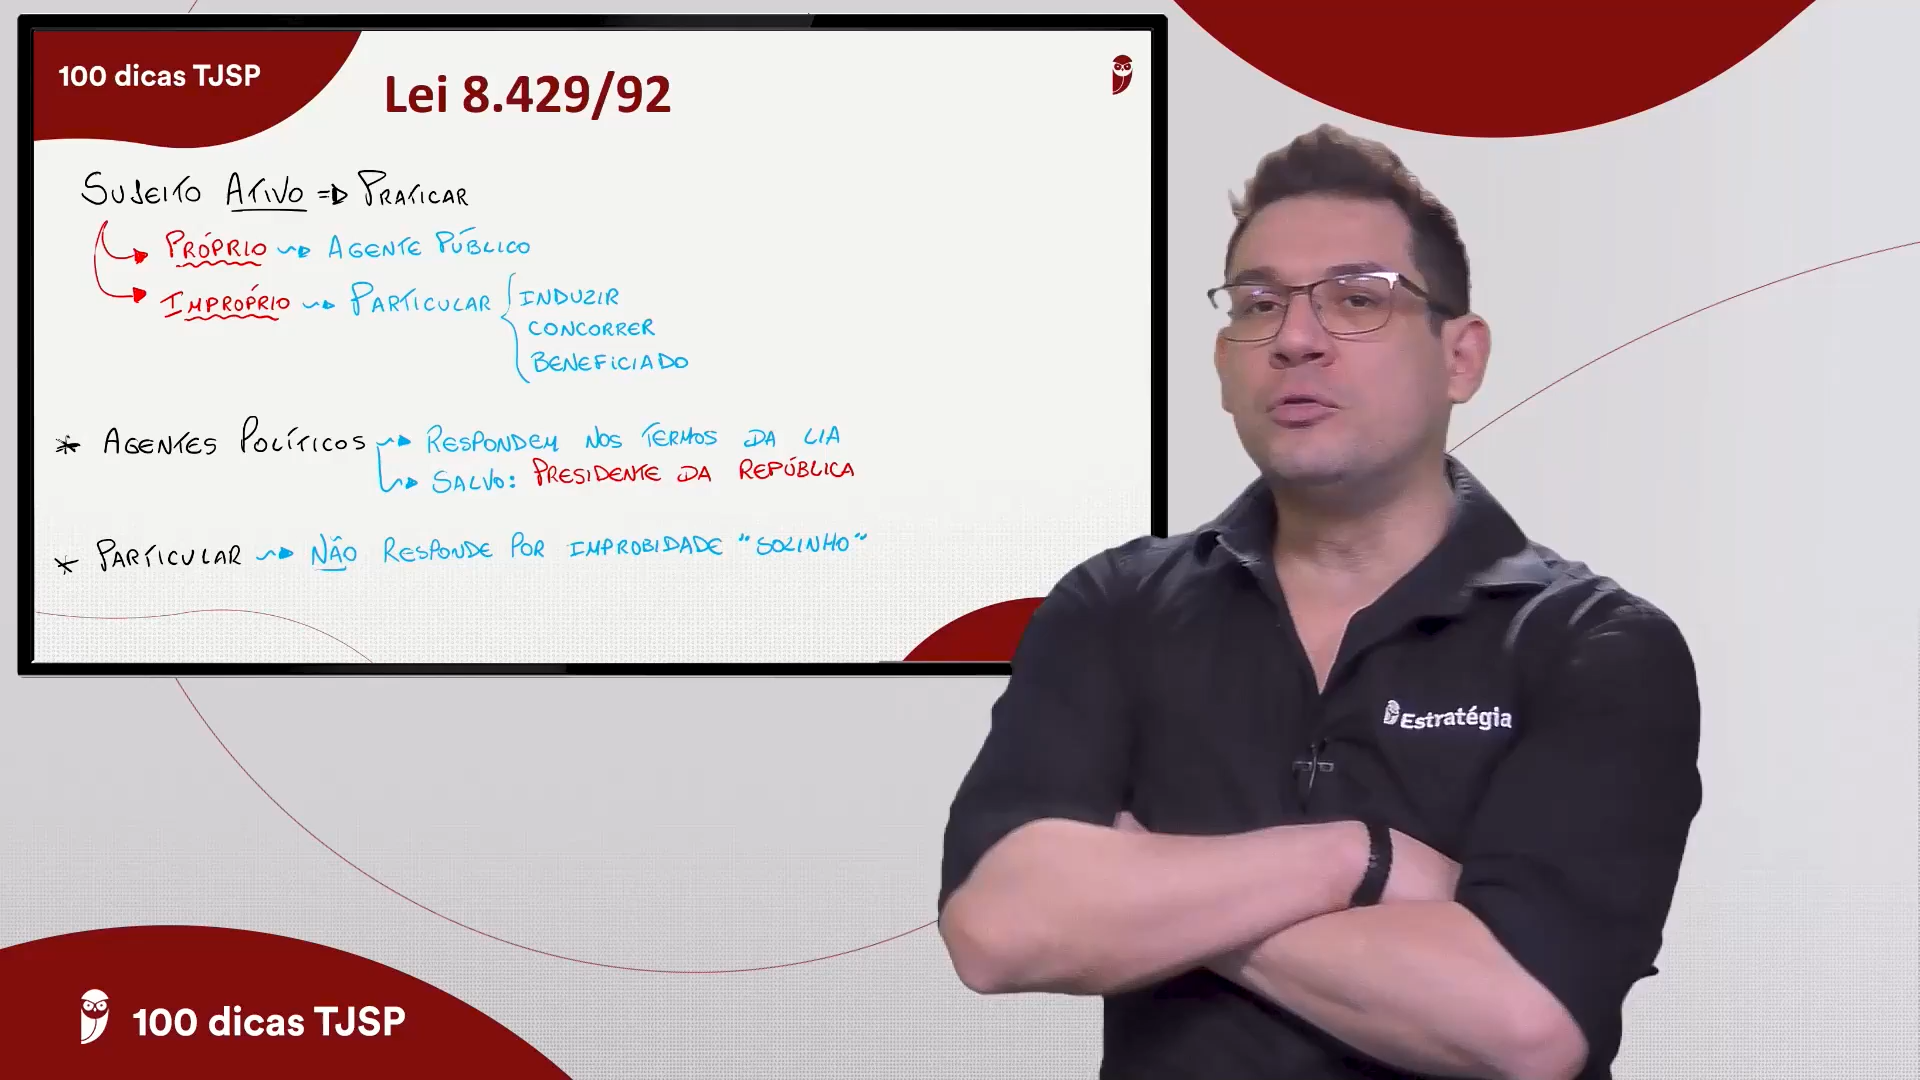 100 dicas TJSP
Lei 8.429/92
SUJEITO ATIVO => PRATICAR
PRÓPRIO AGENTE PÚBLICO
IMPRÓPRIO PARTICULAR { INDUZIR
CONCORRER
BENEFICIADO
* AGENTES POLÍTICOS RESPONDEM NOS TERMOS DA LIA
SALVO: PRESIDENTE DA REPÚBLICA
* PARTICULAR NÃO RESPONDE POR IMPROBIDADE "SOZINHO"
Estratégia
100 dicas TJSP